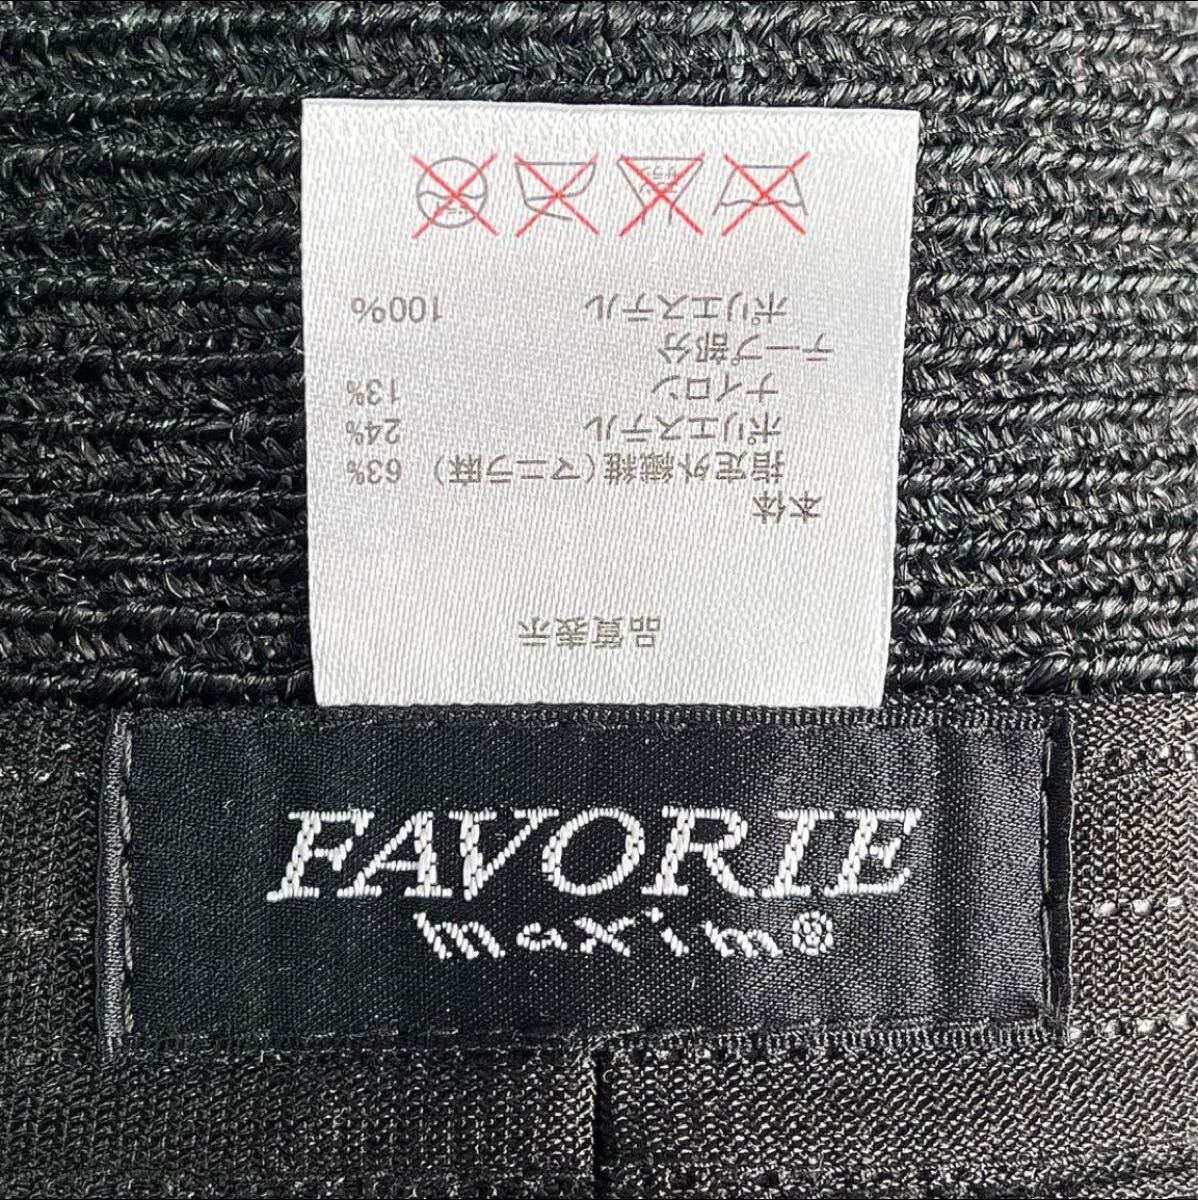 品質表示
本体
指定外繊維(マニラ麻) 63%
ポリエステル 24%
ナイロン 13%
テープ部分
ポリエステル 100%
FAVORIE
maxim®